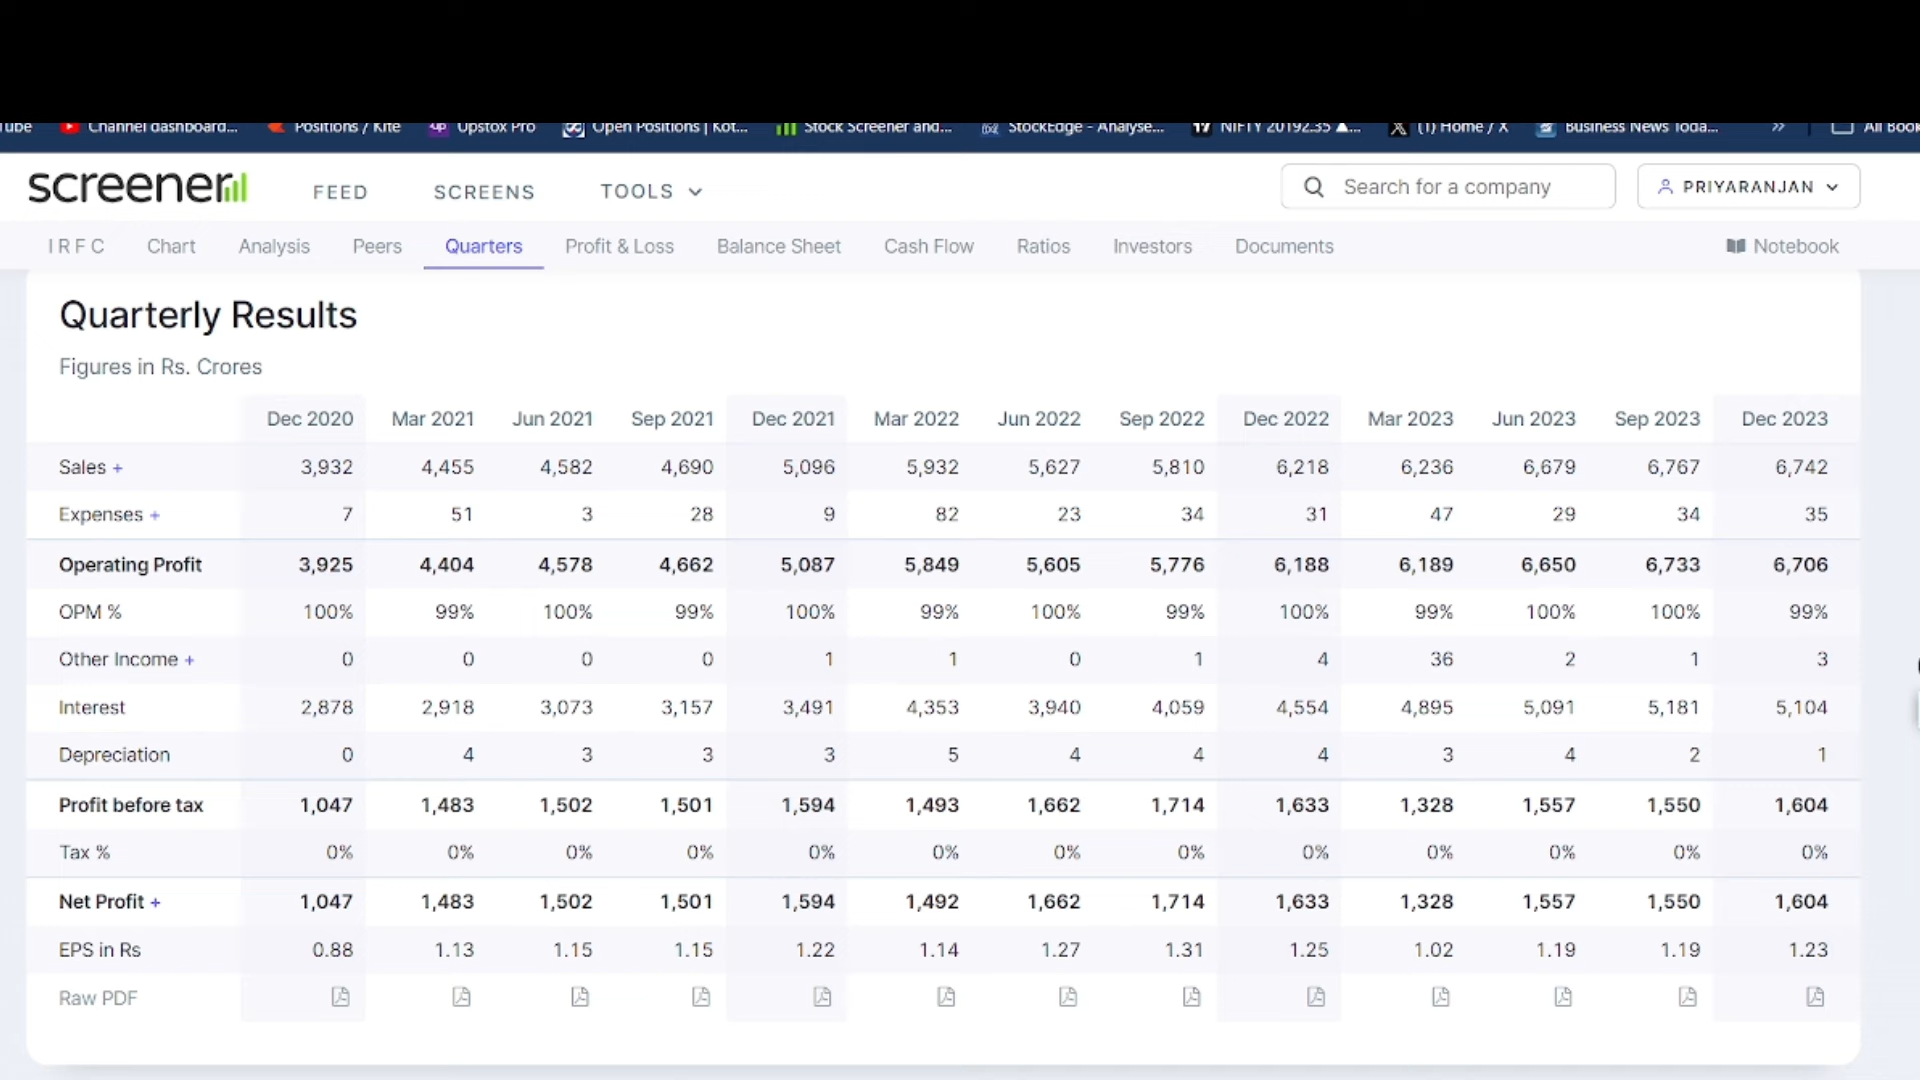 Tube Channel dashboard... Positions / Kite Upstox Pro Open Positions | Kot... Stock Screener and... StockEdge - Analyse... NIFTY 20192.35 ▲... (1) Home / X Business News Toda... » All Book
screener FEED SCREENS TOOLS Search for a company PRIYARANJAN
I R F C Chart Analysis Peers Quarters Profit & Loss Balance Sheet Cash Flow Ratios Investors Documents Notebook
Quarterly Results
Figures in Rs. Crores
Dec 2020 Mar 2021 Jun 2021 Sep 2021 Dec 2021 Mar 2022 Jun 2022 Sep 2022 Dec 2022 Mar 2023 Jun 2023 Sep 2023 Dec 2023
Sales + 3,932 4,455 4,582 4,690 5,096 5,932 5,627 5,810 6,218 6,236 6,679 6,767 6,742
Expenses + 7 51 3 28 9 82 23 34 31 47 29 34 35
Operating Profit 3,925 4,404 4,578 4,662 5,087 5,849 5,605 5,776 6,188 6,189 6,650 6,733 6,706
OPM % 100% 99% 100% 99% 100% 99% 100% 99% 100% 99% 100% 100% 99%
Other Income + 0 0 0 0 1 1 0 1 4 36 2 1 3
Interest 2,878 2,918 3,073 3,157 3,491 4,353 3,940 4,059 4,554 4,895 5,091 5,181 5,104
Depreciation 0 4 3 3 3 5 4 4 4 3 4 2 1
Profit before tax 1,047 1,483 1,502 1,501 1,594 1,493 1,662 1,714 1,633 1,328 1,557 1,550 1,604
Tax % 0% 0% 0% 0% 0% 0% 0% 0% 0% 0% 0% 0% 0%
Net Profit + 1,047 1,483 1,502 1,501 1,594 1,492 1,662 1,714 1,633 1,328 1,557 1,550 1,604
EPS in Rs 0.88 1.13 1.15 1.15 1.22 1.14 1.27 1.31 1.25 1.02 1.19 1.19 1.23
Raw PDF